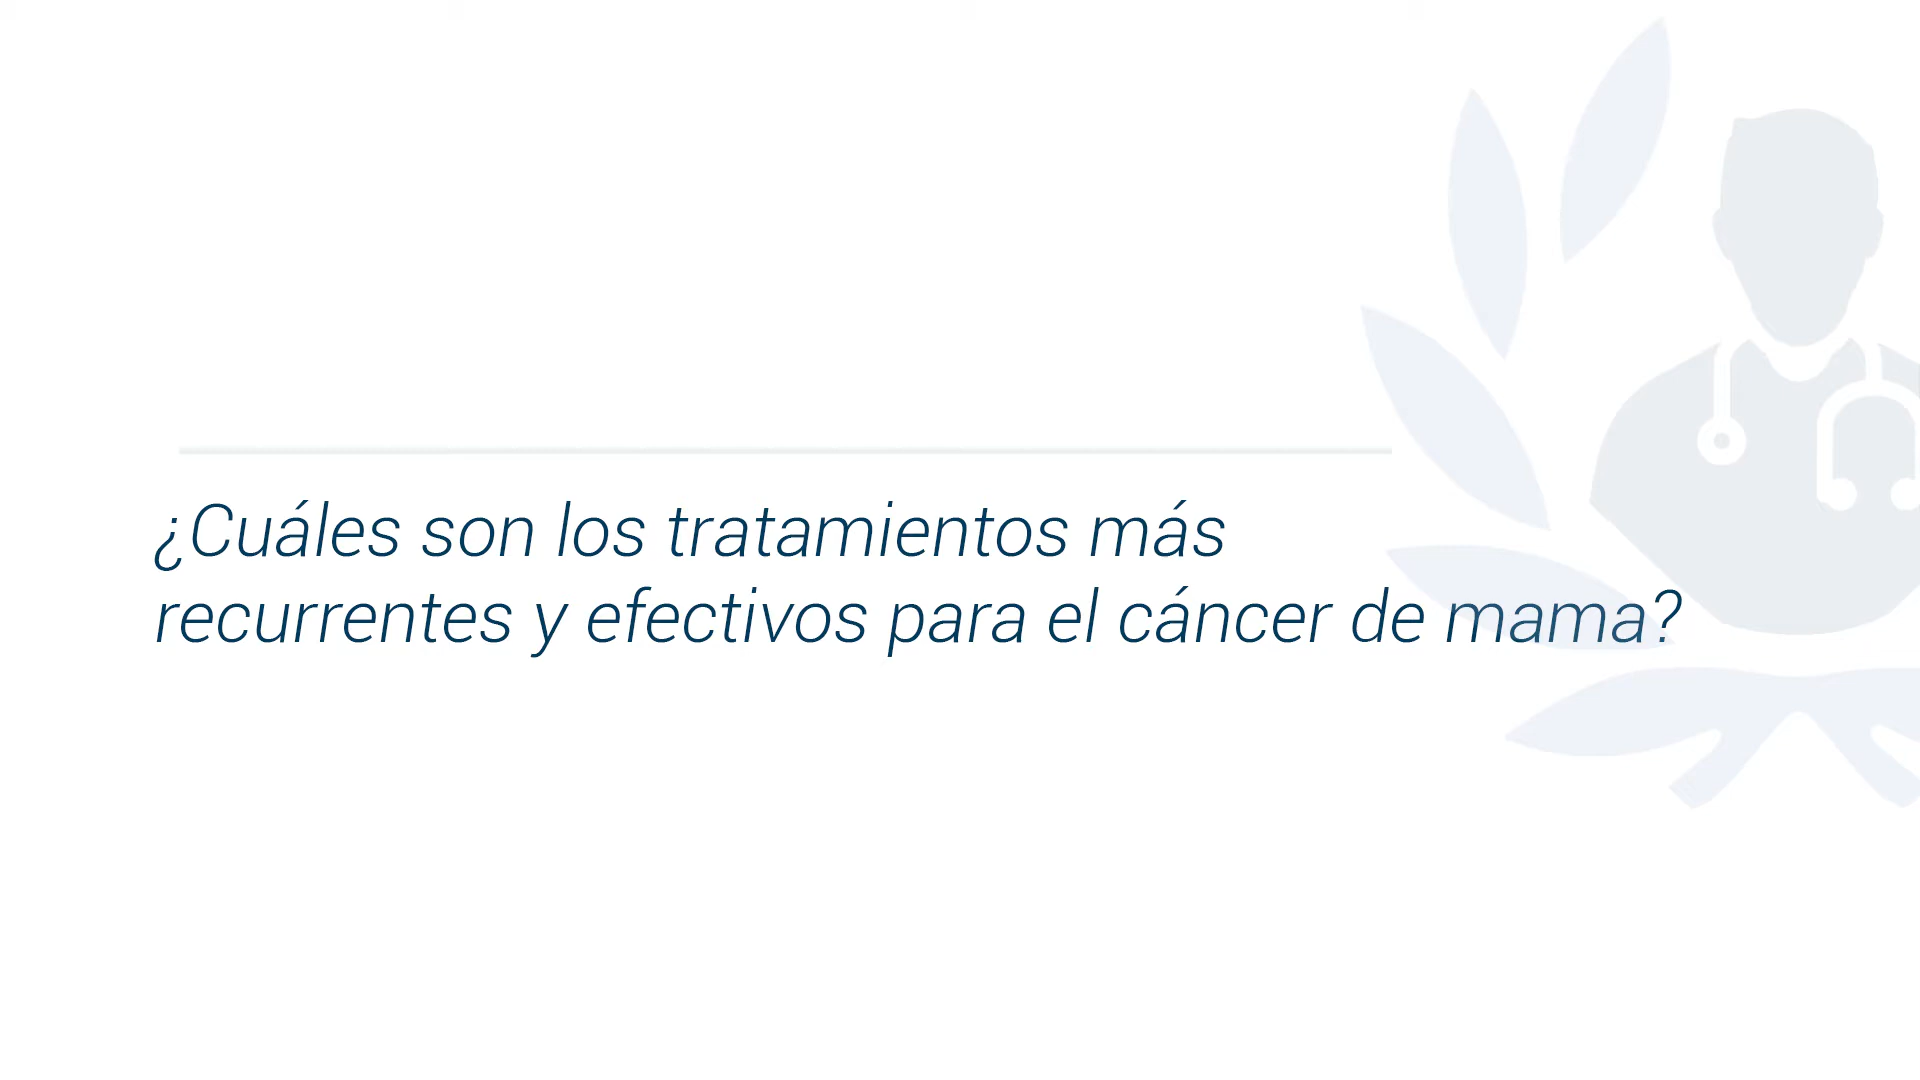 ¿Cuáles son los tratamientos más
recurrentes y efectivos para el cáncer de mama?